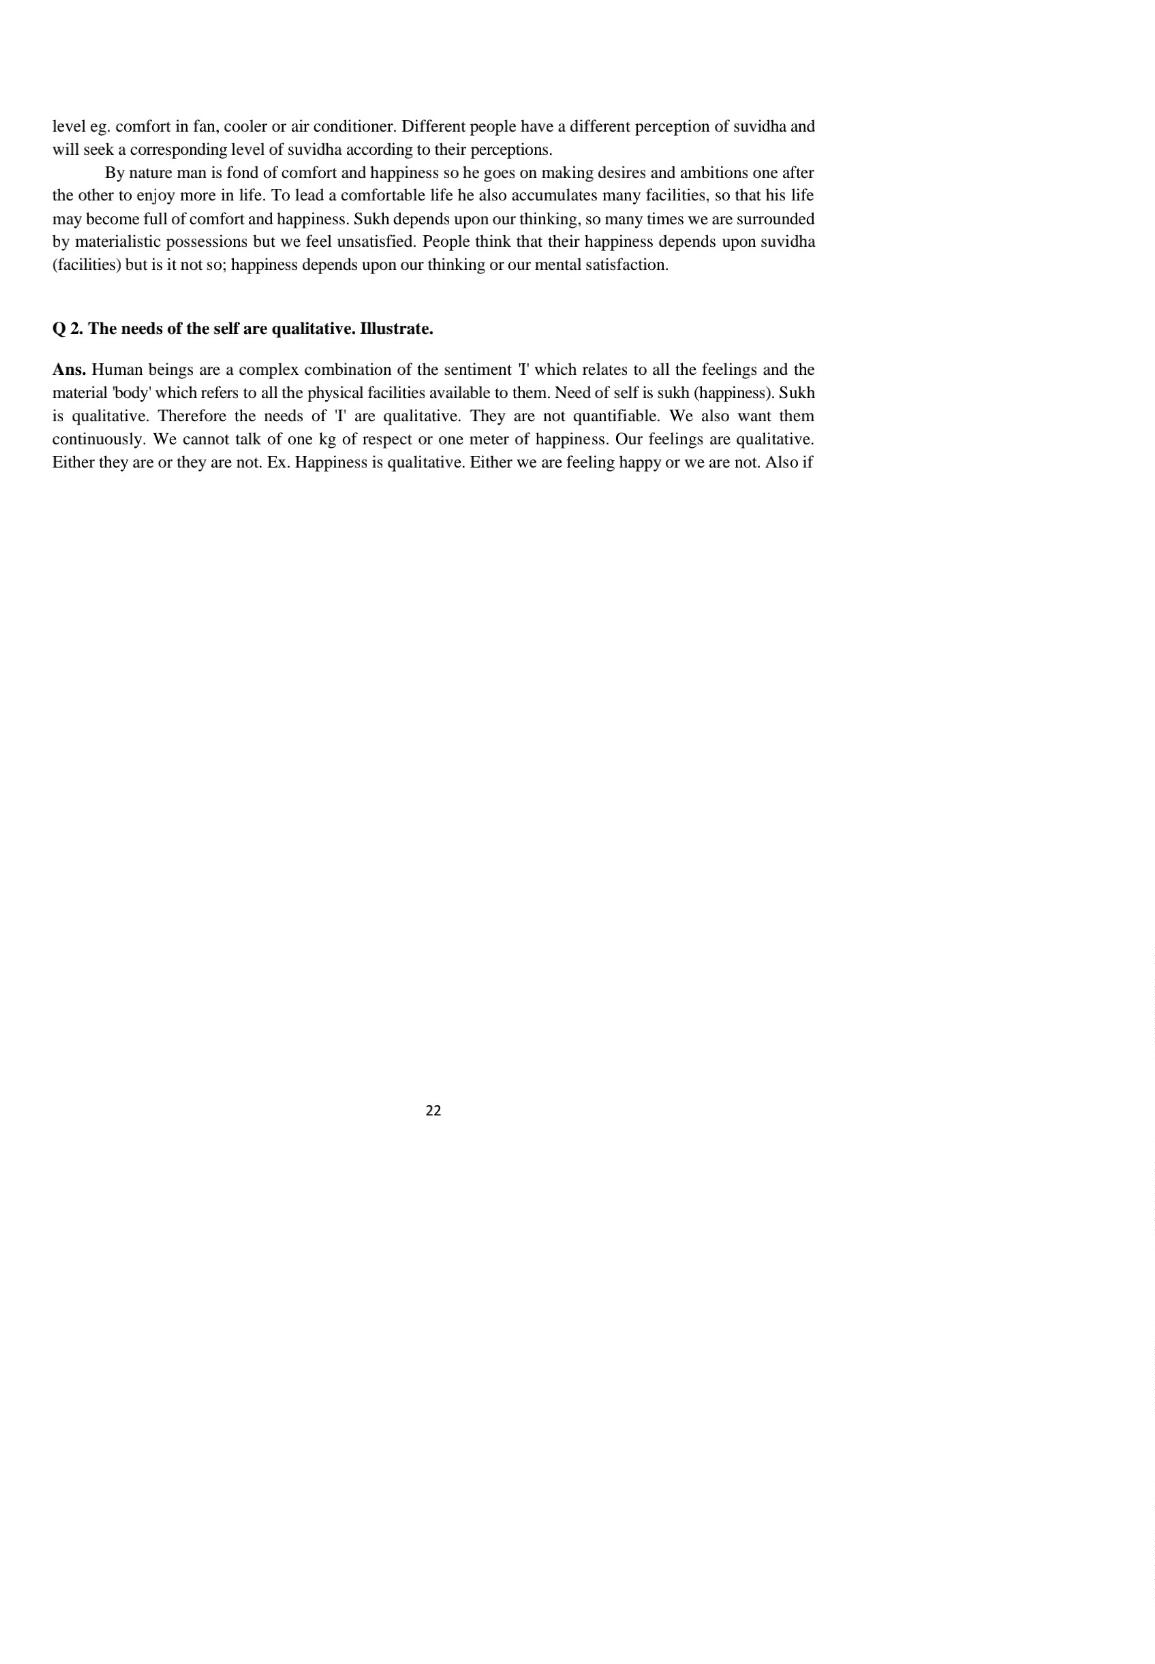 level eg. comfort in fan, cooler or air conditioner. Different people have a different perception of suvidha and
will seek a corresponding level of suvidha according to their perceptions.
By nature man is fond of comfort and happiness so he goes on making desires and ambitions one after
the other to enjoy more in life. To lead a comfortable life he also accumulates many facilities, so that his life
may become full of comfort and happiness. Sukh depends upon our thinking, so many times we are surrounded
by materialistic possessions but we feel unsatisfied. People think that their happiness depends upon suvidha
(facilities) but is it not so; happiness depends upon our thinking or our mental satisfaction.
Q 2. The needs of the self are qualitative. Illustrate.
Ans. Human beings are a complex combination of the sentiment 'I' which relates to all the feelings and the
material 'body' which refers to all the physical facilities available to them. Need of self is sukh (happiness). Sukh
is qualitative. Therefore the needs of 'I' are qualitative. They are not quantifiable. We also want them
continuously. We cannot talk of one kg of respect or one meter of happiness. Our feelings are qualitative.
Either they are or they are not. Ex. Happiness is qualitative. Either we are feeling happy or we are not. Also if
22